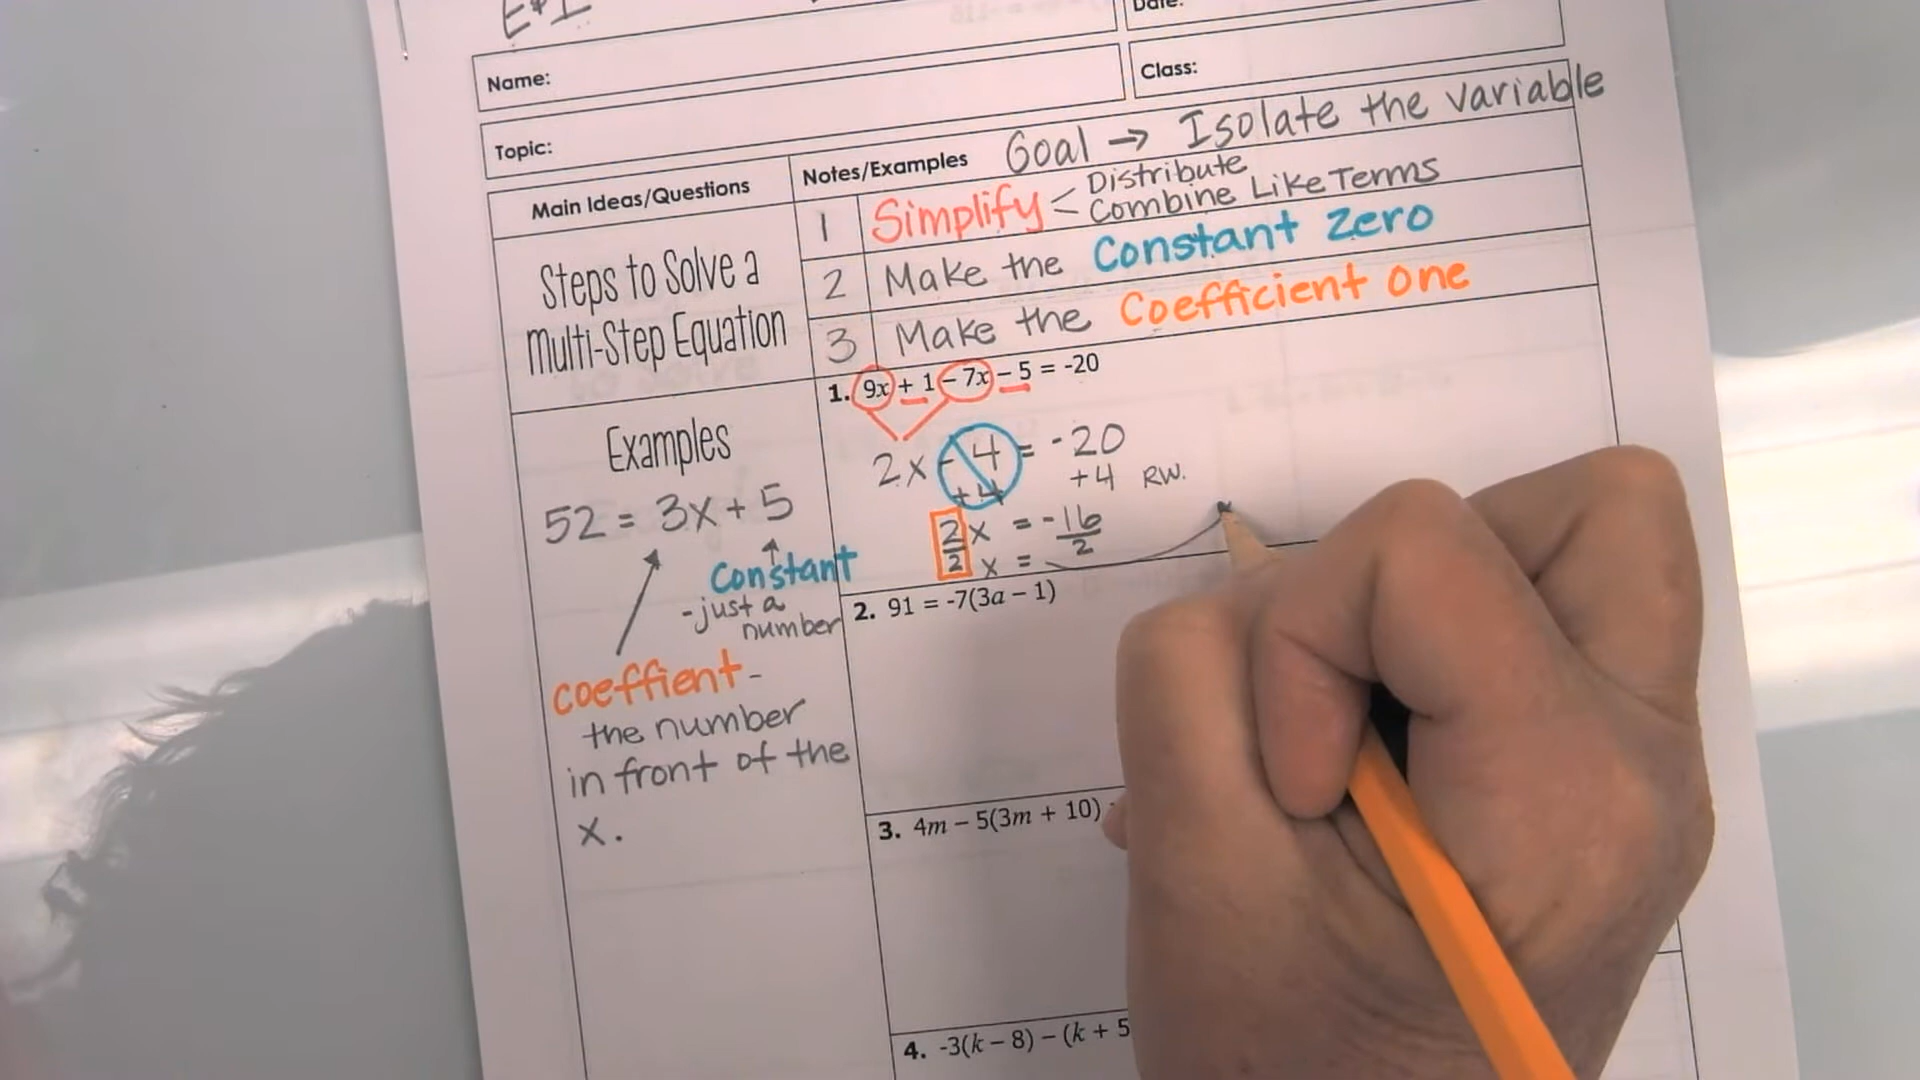 E & I
Name:
Date:
Class:
Topic:
Main Ideas/Questions
Notes/Examples
Goal → Isolate the variable
Steps to Solve a
Multi-Step Equation
1 Simplify < Distribute
Combine Like Terms
2 Make the Constant zero
3 Make the Coefficient one
Examples
52 = 3x + 5
Constant
- just a
number
coeffient -
the number
in front of the
x.
1. 9x + 1 - 7x - 5 = -20
2x - 4 = -20
+4 +4 RW.
2x = -16
2 2
x =
2. 91 = -7(3a - 1)
3. 4m - 5(3m + 10)
4. -3(k - 8) - (k + 5